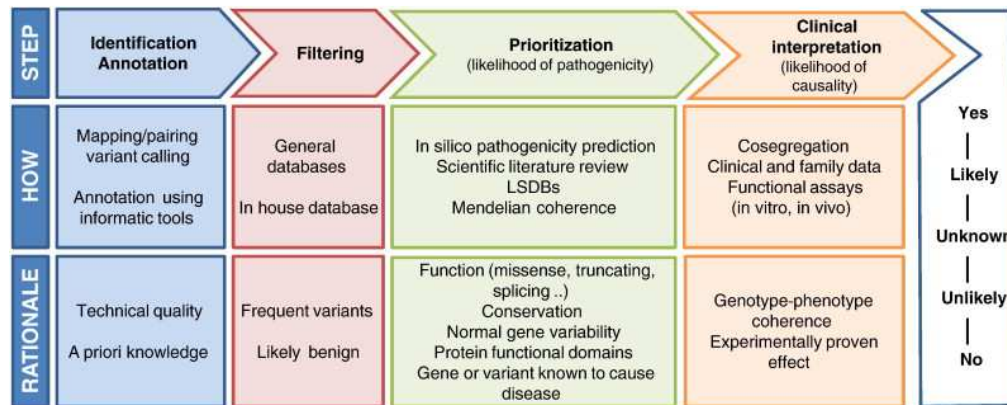 STEP
Identification
Annotation
Filtering
Prioritization
(likelihood of pathogenicity)
Clinical
interpretation
(likelihood of
causality)
HOW
Mapping/pairing
variant calling
Annotation using
informatic tools
General
databases
In house database
In silico pathogenicity prediction
Scientific literature review
LSDBs
Mendelian coherence
Cosegregation
Clinical and family data
Functional assays
(in vitro, in vivo)
RATIONALE
Technical quality
A priori knowledge
Frequent variants
Likely benign
Function (missense, truncating,
splicing ..)
Conservation
Normal gene variability
Protein functional domains
Gene or variant known to cause
disease
Genotype-phenotype
coherence
Experimentally proven
effect
Yes
Likely
Unknown
Unlikely
No